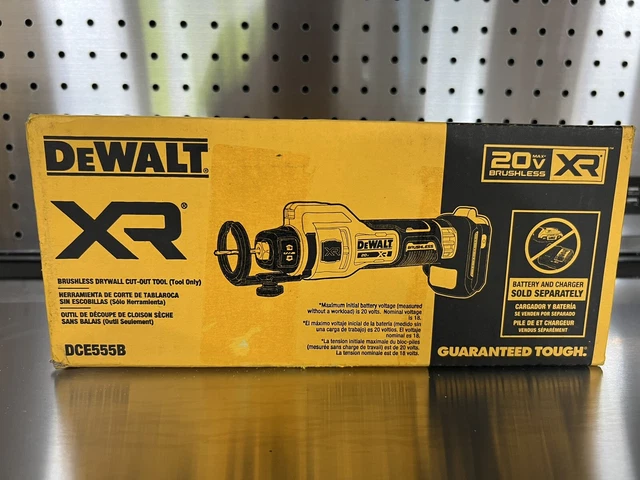 DEWALT®
XR®
BRUSHLESS DRYWALL CUT-OUT TOOL (Tool Only)
HERRAMIENTA DE CORTE DE TABLAROCA
SIN ESCOBILLAS (Sólo Herramienta)
OUTIL DE DÉCOUPE DE CLOISON SÈCHE
SANS BALAIS (Outil Seulement)
DCE555B
DEWALT
BRUSHLESS
XR
*Maximum initial battery voltage (measured
without a workload) is 20 volts. Nominal voltage
is 18.
*El máximo voltaje inicial de la batería (medido sin
una carga de trabajo) es 20 voltios. El voltaje
nominal es 18.
*La tension initiale maximale du bloc-piles
(mesurée sans charge de travail) est de 20 volts.
La tension nominale est de 18 volts.
20V MAX* XR®
BRUSHLESS
BATTERY AND CHARGER
SOLD SEPARATELY
CARGADOR Y BATERÍA
SE VENDEN POR SEPARADO
PILE DE ET CHARGEUR
VENDUS SÉPARÉMENT
GUARANTEED TOUGH.®